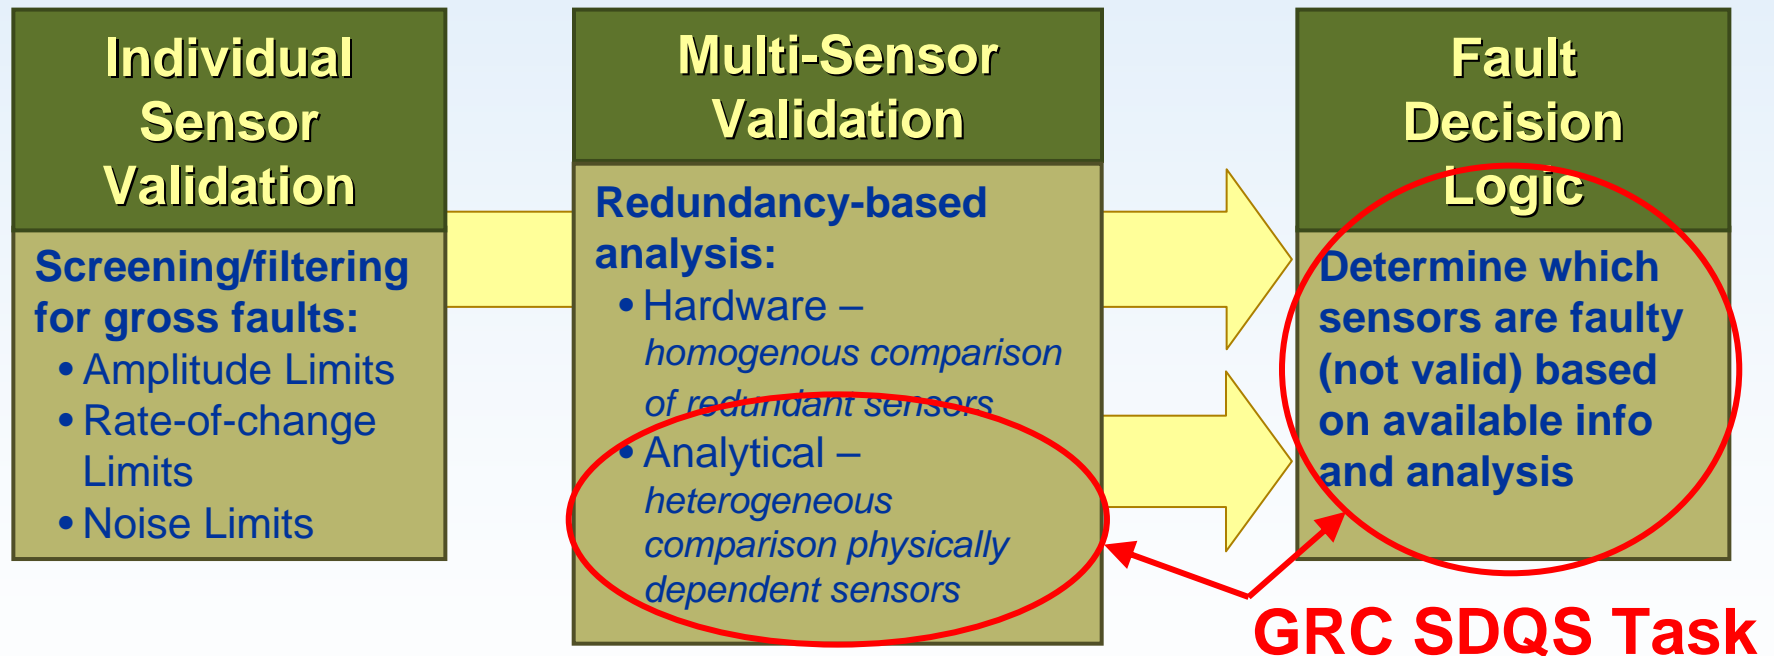 Individual
Sensor
Validation
Screening/filtering
for gross faults:
• Amplitude Limits
• Rate-of-change
Limits
• Noise Limits
Multi-Sensor
Validation
Redundancy-based
analysis:
• Hardware –
homogenous comparison
of redundant sensors
• Analytical –
heterogeneous
comparison physically
dependent sensors
Fault
Decision
Logic
Determine which
sensors are faulty
(not valid) based
on available info
and analysis
GRC SDQS Task